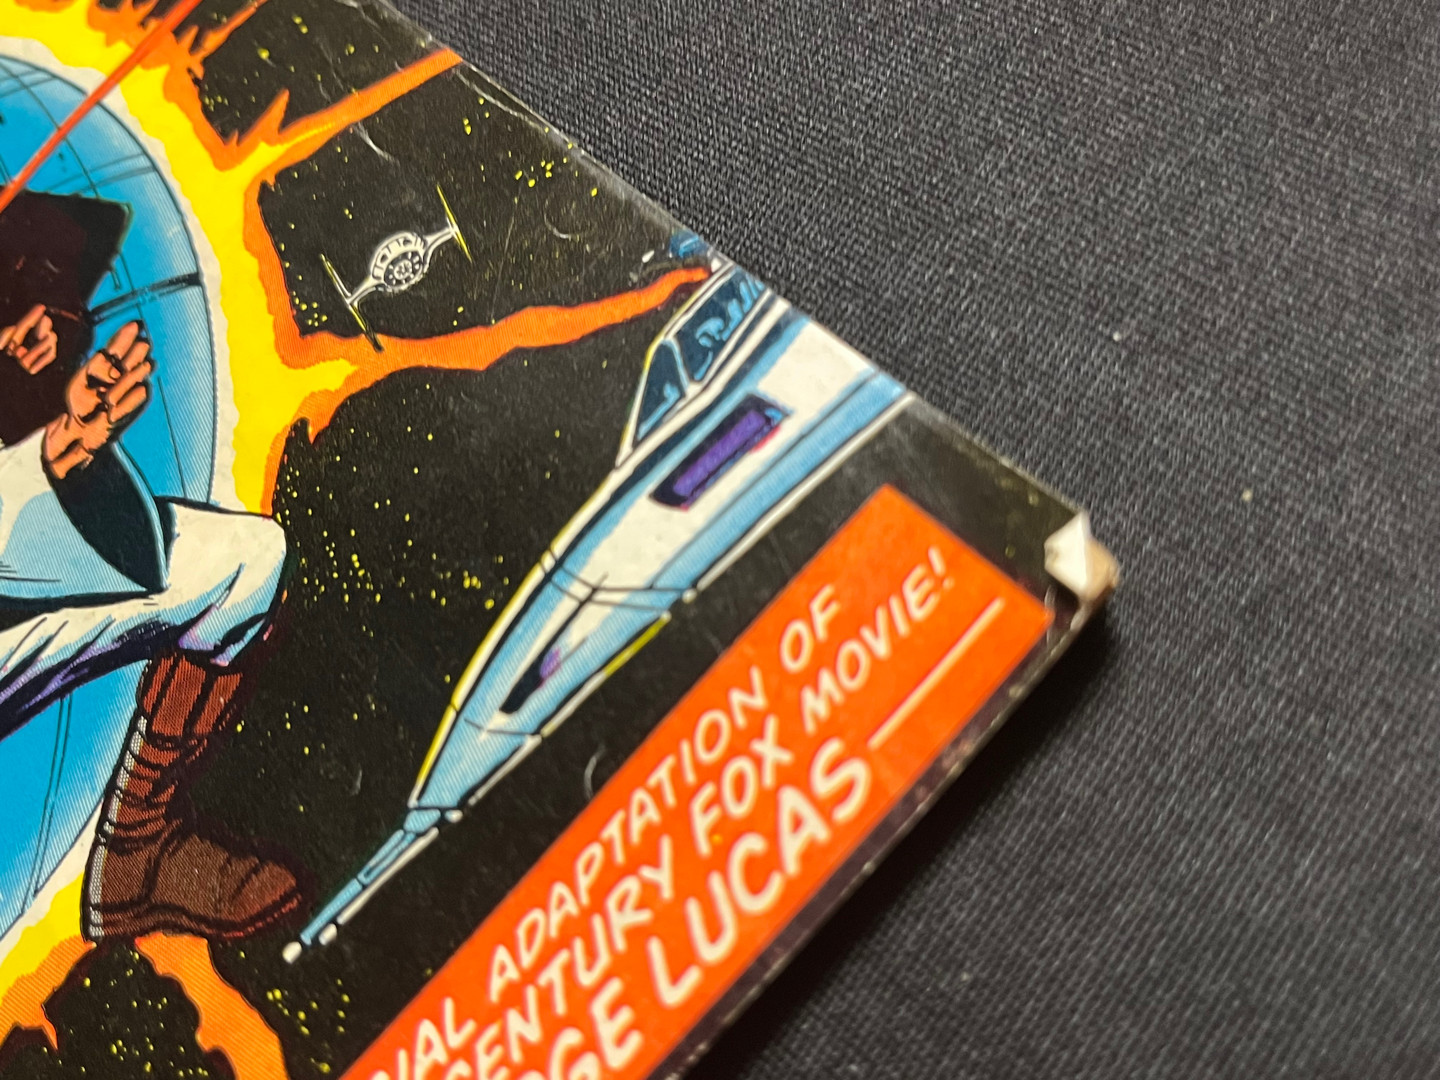 ADAPTATION OF
CENTURY FOX MOVIE!
LUCAS